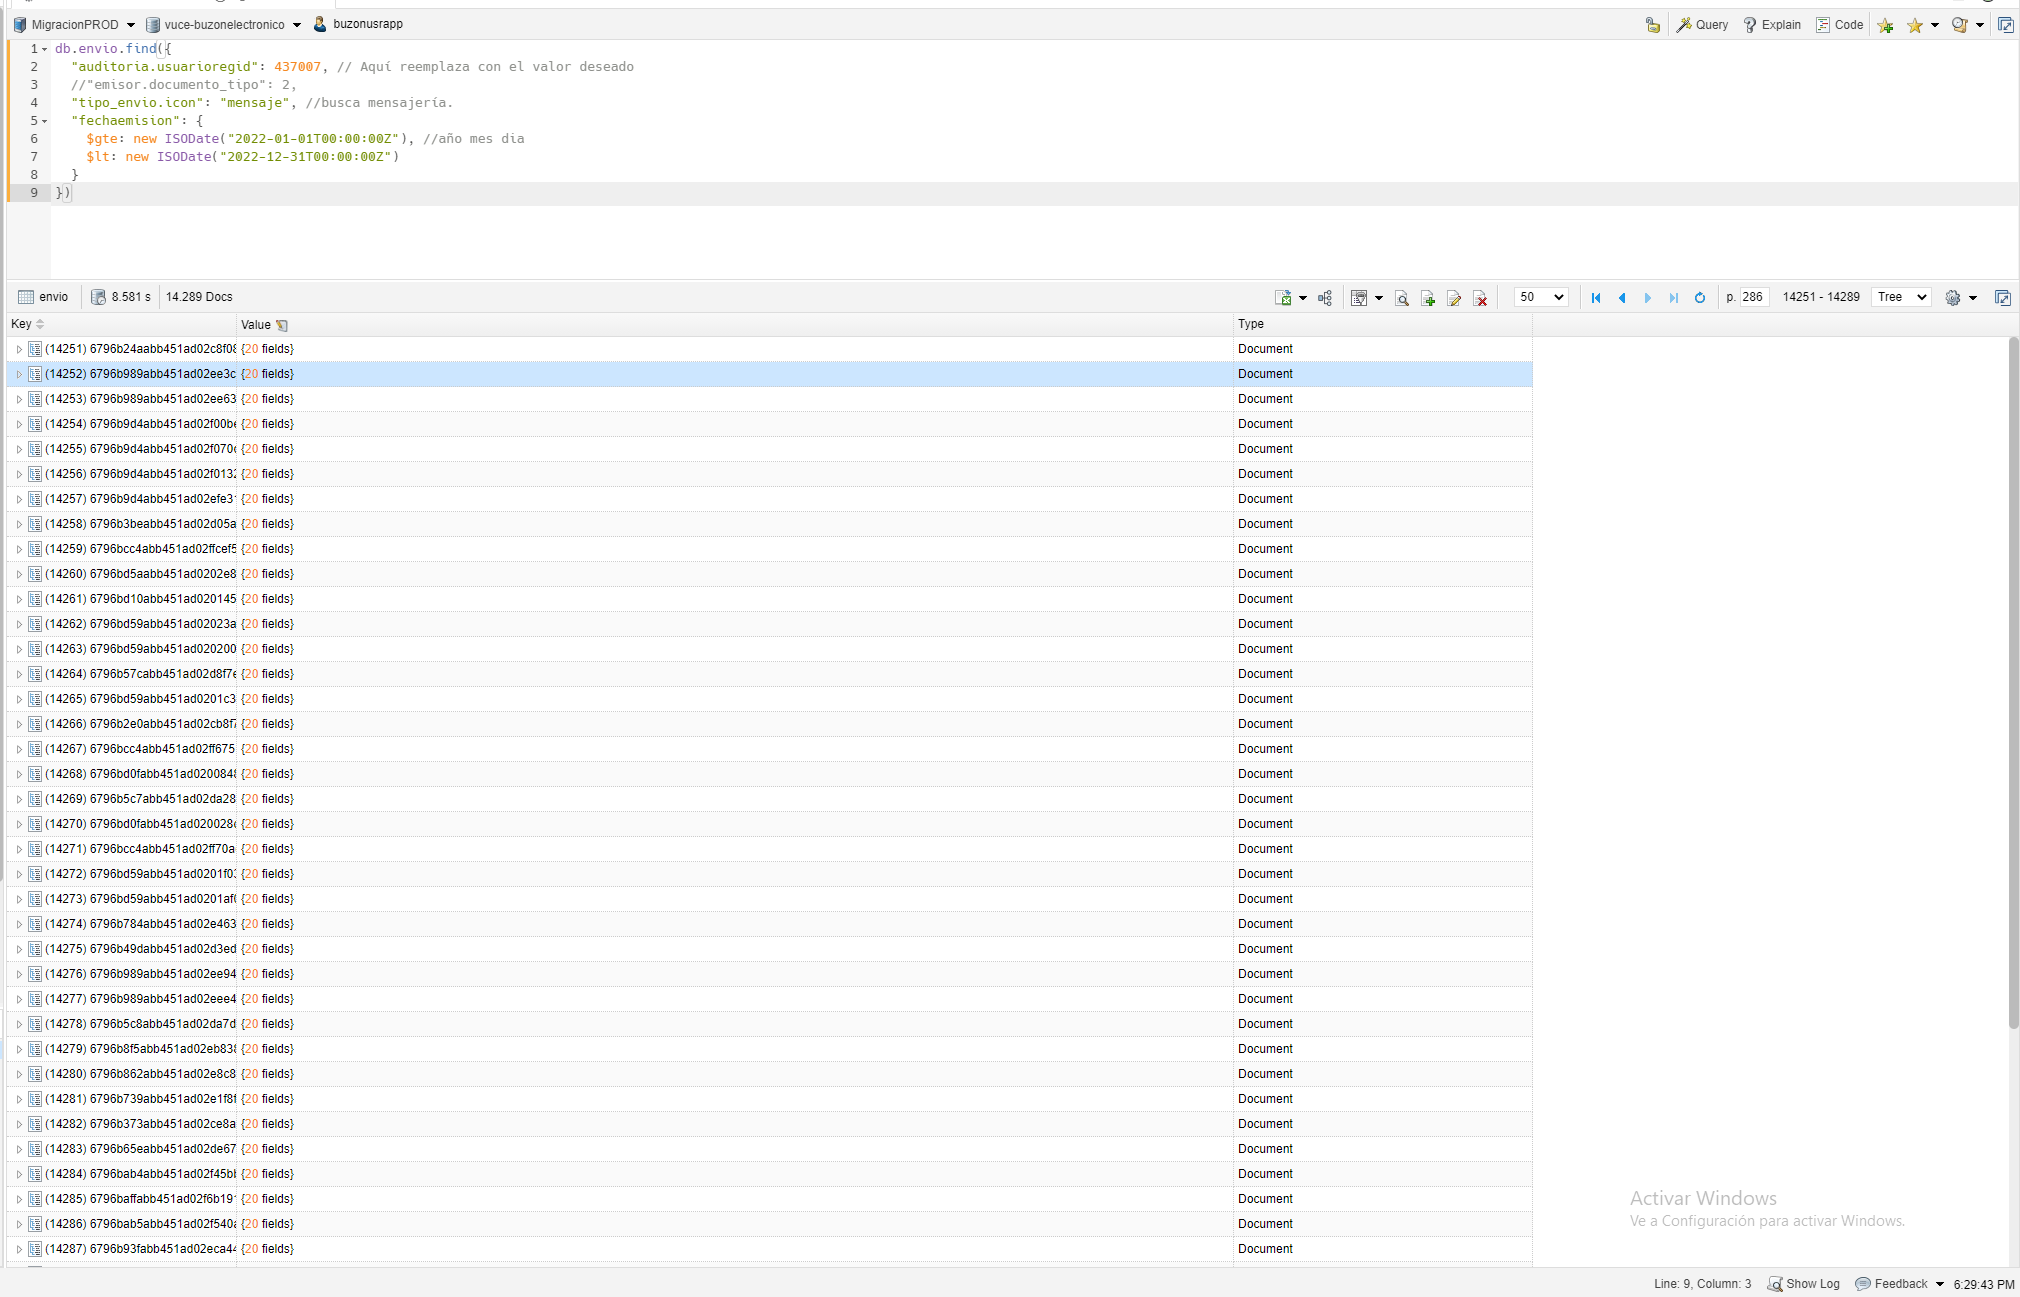 MigracionPROD vuce-buzonelectronico buzonusrapp Query Explain Code
1 db.envio.find({
2 "auditoria.usuarioregid": 437007, // Aquí reemplaza con el valor deseado
3 //"emisor.documento_tipo": 2,
4 "tipo_envio.icon": "mensaje", //busca mensajería.
5 "fechaemision": {
6 $gte: new ISODate("2022-01-01T00:00:00Z"), //año mes dia
7 $lt: new ISODate("2022-12-31T00:00:00Z")
8 }
9 })
envio 8.581 s 14.289 Docs 50 p. 286 14251 - 14289 Tree
Key Value Type
(14251) 6796b24aabb451ad02c8f08 {20 fields} Document
(14252) 6796b989abb451ad02ee3c {20 fields} Document
(14253) 6796b989abb451ad02ee63 {20 fields} Document
(14254) 6796b9d4abb451ad02f00be {20 fields} Document
(14255) 6796b9d4abb451ad02f070 {20 fields} Document
(14256) 6796b9d4abb451ad02f0132 {20 fields} Document
(14257) 6796b9d4abb451ad02efe3 {20 fields} Document
(14258) 6796b3beabb451ad02d05a {20 fields} Document
(14259) 6796bcc4abb451ad02ffcef5 {20 fields} Document
(14260) 6796bd5aabb451ad0202e8 {20 fields} Document
(14261) 6796bd10abb451ad020145 {20 fields} Document
(14262) 6796bd59abb451ad02023a {20 fields} Document
(14263) 6796bd59abb451ad020200 {20 fields} Document
(14264) 6796b57cabb451ad02d8f7e {20 fields} Document
(14265) 6796bd59abb451ad0201c3 {20 fields} Document
(14266) 6796b2e0abb451ad02cb8f7 {20 fields} Document
(14267) 6796bcc4abb451ad02ff675 {20 fields} Document
(14268) 6796bd0fabb451ad0200848 {20 fields} Document
(14269) 6796b5c7abb451ad02da28 {20 fields} Document
(14270) 6796bd0fabb451ad020028 {20 fields} Document
(14271) 6796bcc4abb451ad02ff70a {20 fields} Document
(14272) 6796bd59abb451ad0201f03 {20 fields} Document
(14273) 6796bd59abb451ad0201af {20 fields} Document
(14274) 6796b784abb451ad02e463 {20 fields} Document
(14275) 6796b49dabb451ad02d3ed {20 fields} Document
(14276) 6796b989abb451ad02ee94 {20 fields} Document
(14277) 6796b989abb451ad02eee4 {20 fields} Document
(14278) 6796b5c8abb451ad02da7d {20 fields} Document
(14279) 6796b8f5abb451ad02eb838 {20 fields} Document
(14280) 6796b862abb451ad02e8c8 {20 fields} Document
(14281) 6796b739abb451ad02e1f8f {20 fields} Document
(14282) 6796b373abb451ad02ce8a {20 fields} Document
(14283) 6796b65eabb451ad02de67 {20 fields} Document
(14284) 6796bab4abb451ad02f45b {20 fields} Document
(14285) 6796baffabb451ad02f6b19 {20 fields} Document
(14286) 6796bab5abb451ad02f540a {20 fields} Document
(14287) 6796b93fabb451ad02eca44 {20 fields} Document
Activar Windows
Ve a Configuración para activar Windows.
Line: 9, Column: 3 Show Log Feedback 6:29:43 PM